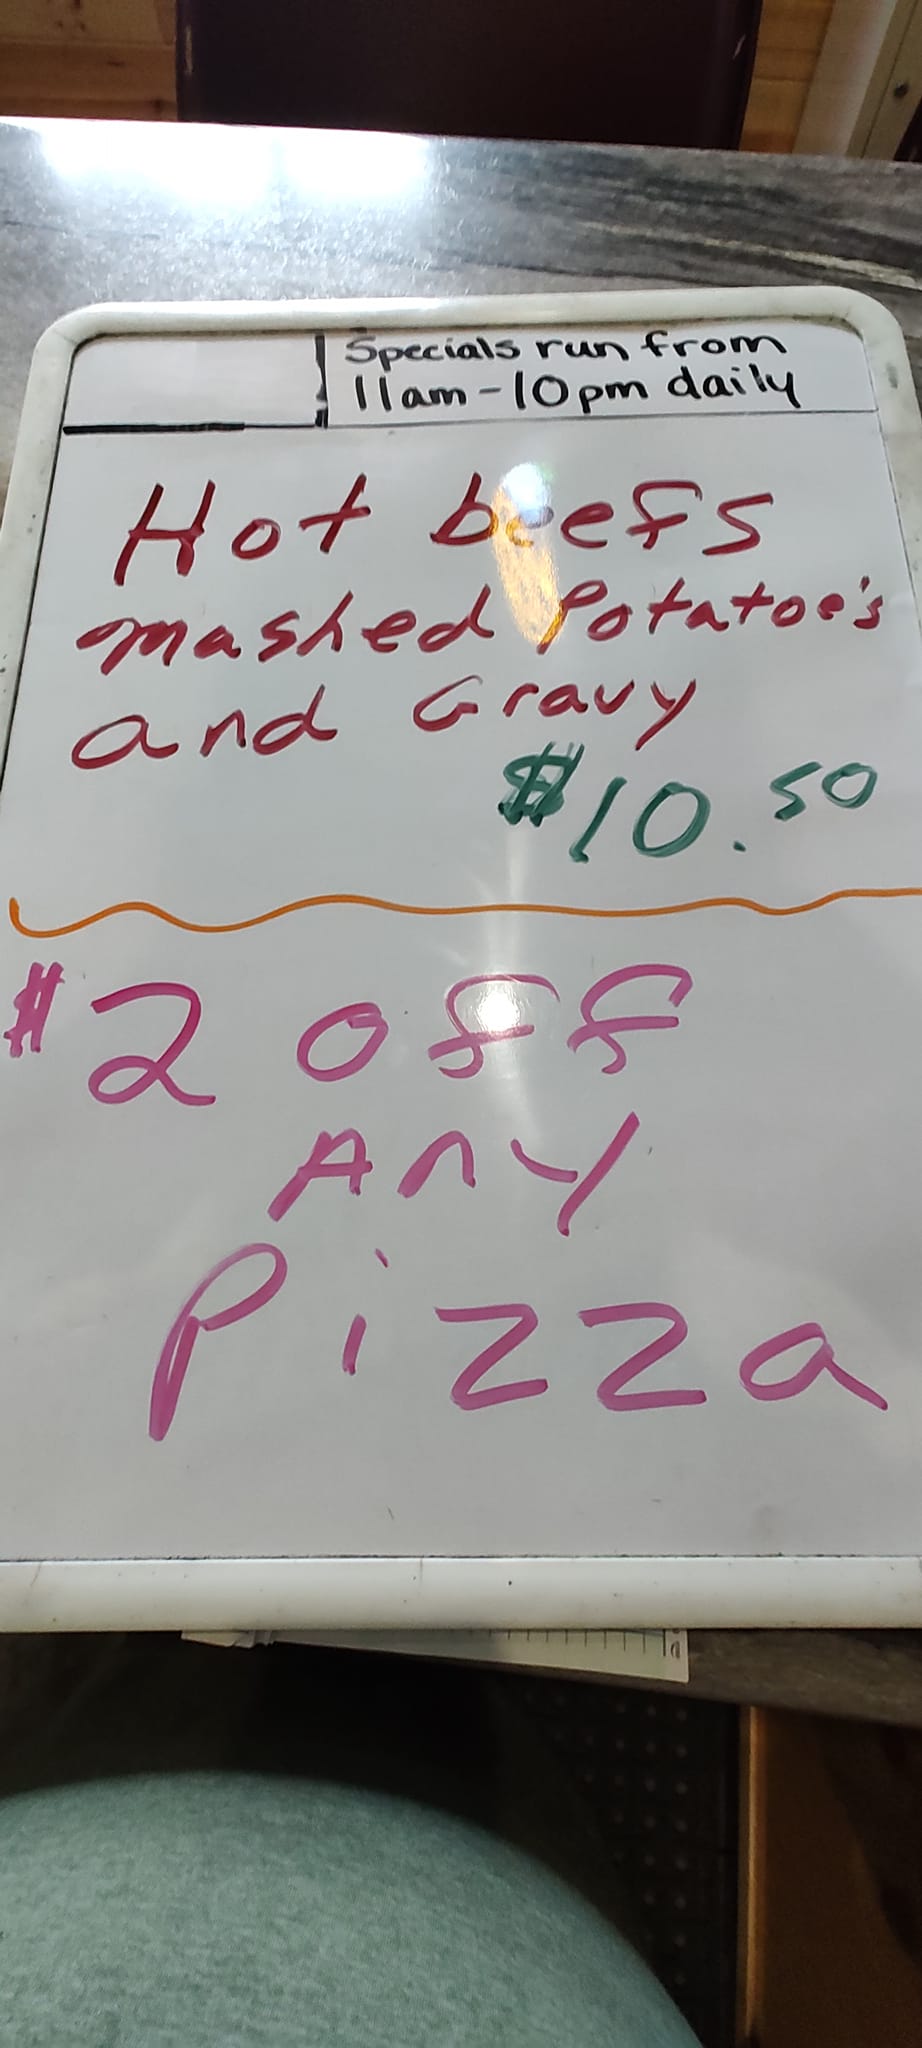 Specials run from
11am-10pm daily
Hot beefs
mashed Potatoe's
and Gravy
$10.50
$2 off
Any
Pizza